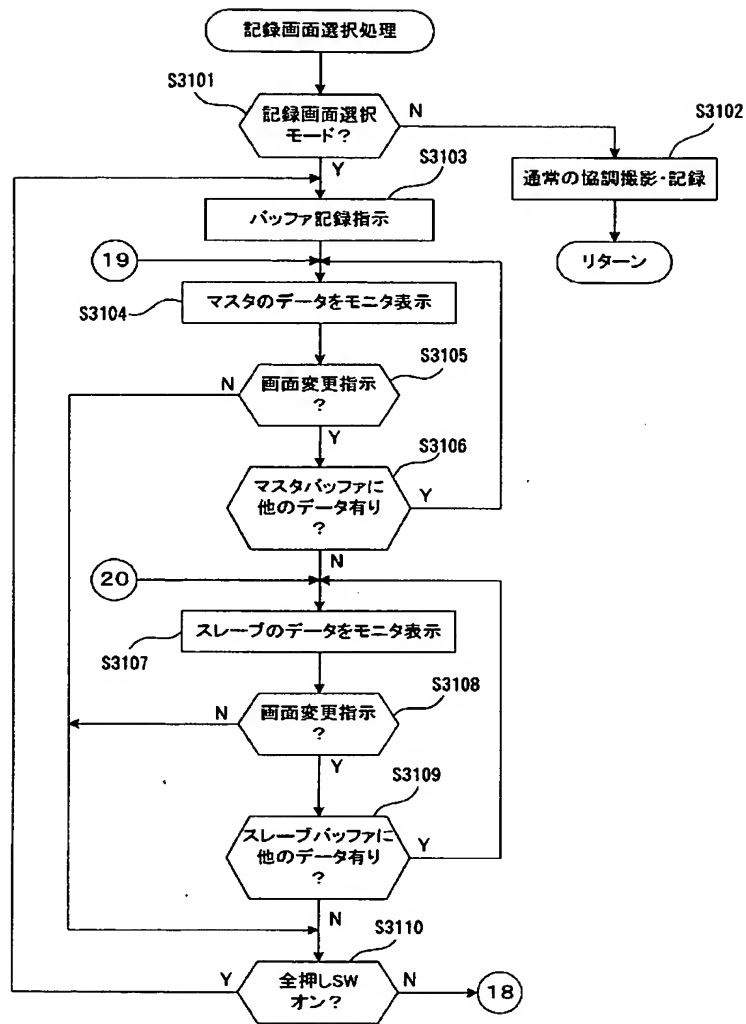 記録画面選択処理
S3101
記録画面選択
モード?
N
Y
S3102
通常の協調撮影・記録
リターン
S3103
バッファ記録指示
19
S3104
マスタのデータをモニタ表示
S3105
N
画面変更指示
?
Y
S3106
マスタバッファに
他のデータ有り
?
Y
N
20
S3107
スレーブのデータをモニタ表示
S3108
N
画面変更指示
?
Y
S3109
スレーブバッファに
他のデータ有り
?
Y
N
S3110
Y
全押しSW
オン?
N
18